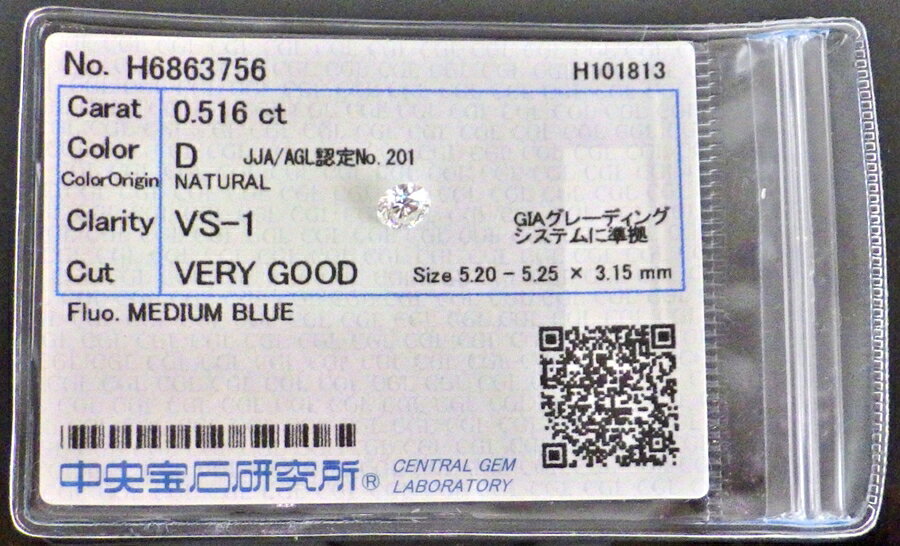 No. H6863756 H101813
Carat 0.516 ct
Color D JJA/AGL認定No.201
ColorOrigin NATURAL
Clarity VS-1 GIAグレーディング
システムに準拠
Cut VERY GOOD Size 5.20 - 5.25 × 3.15 mm
Fluo. MEDIUM BLUE
中央宝石研究所® CENTRAL GEM
LABORATORY